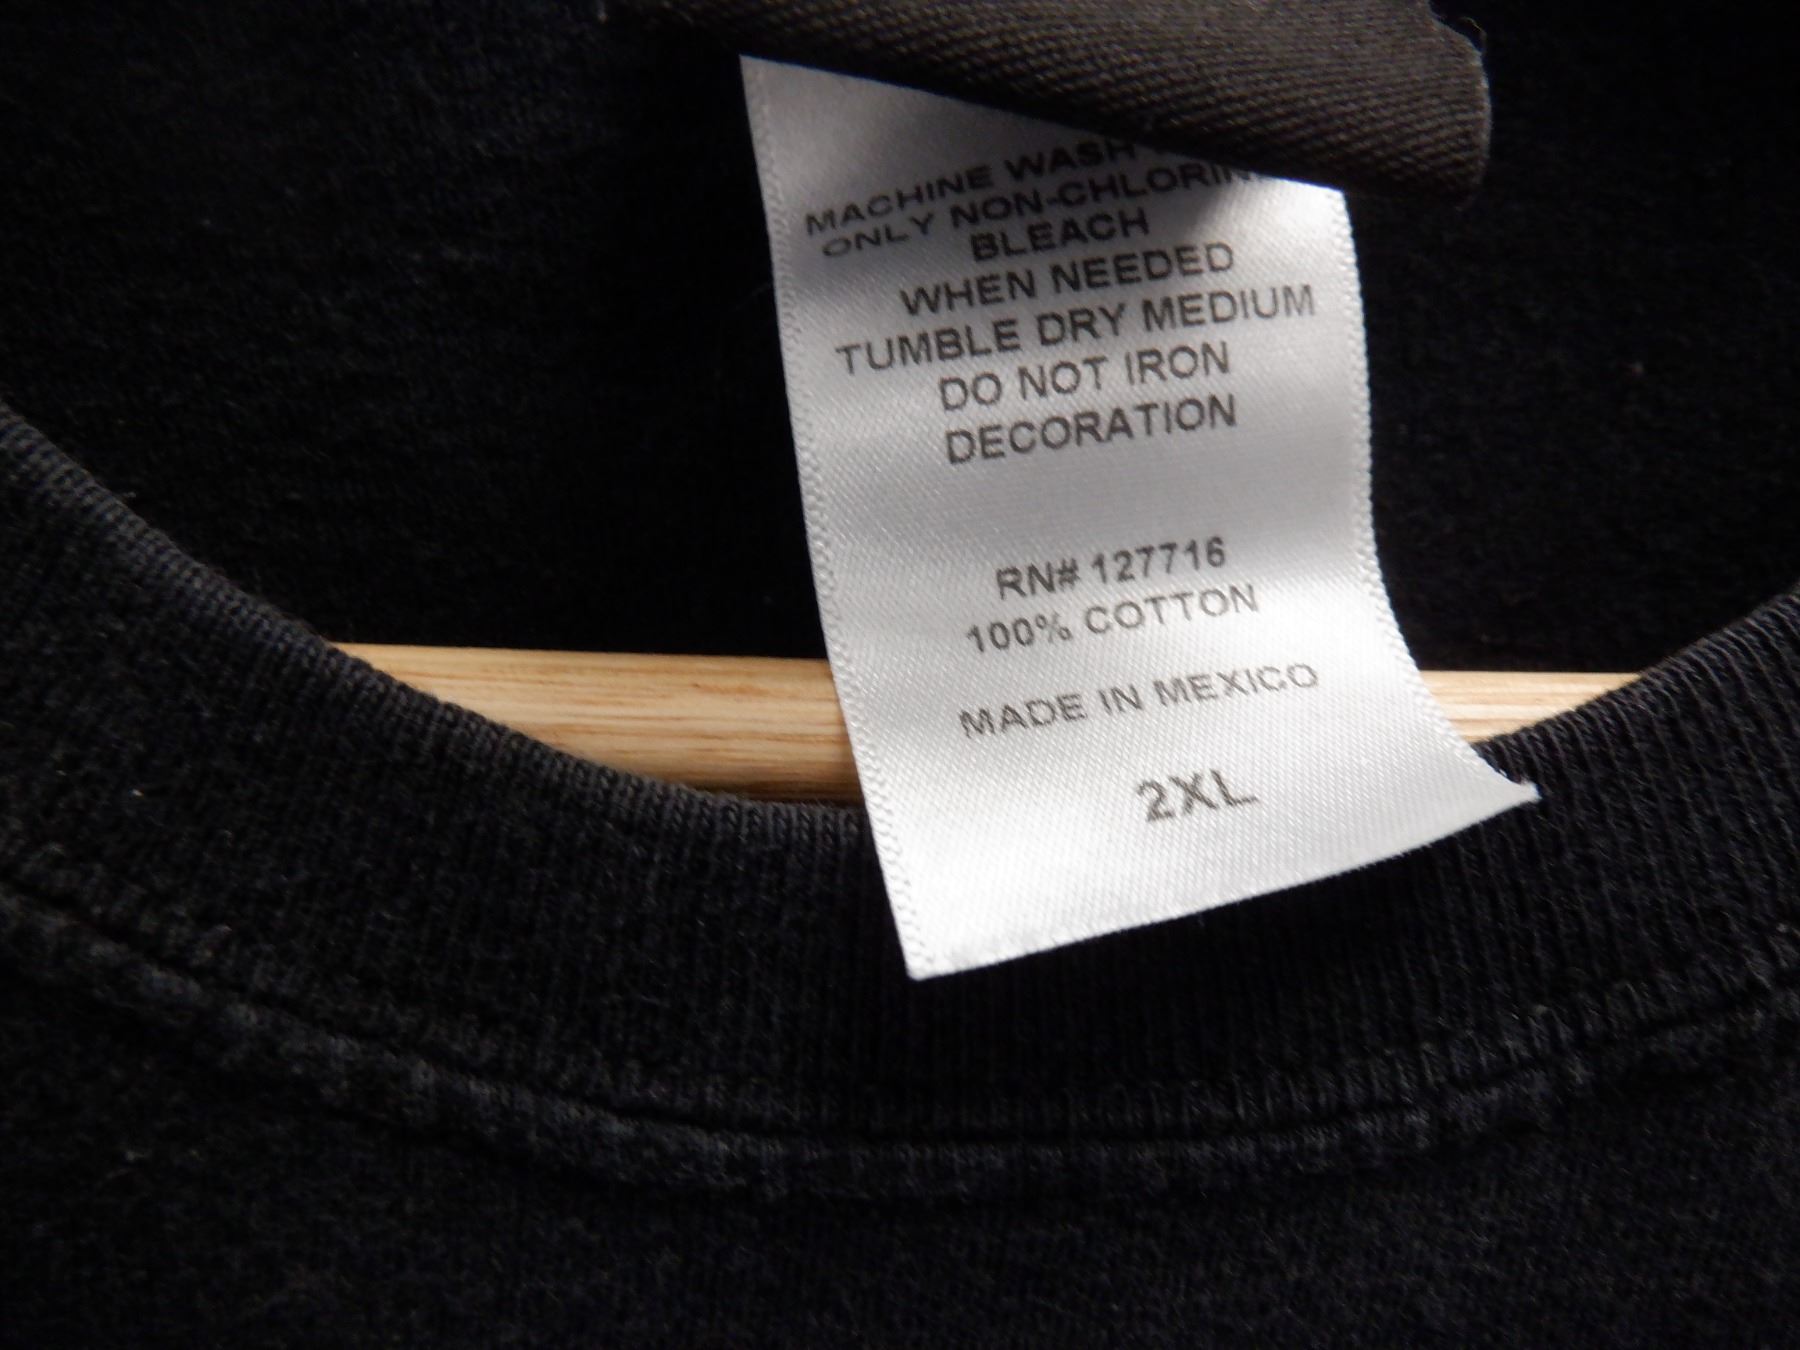 MACHINE WASH
ONLY NON-CHLORINE
BLEACH
WHEN NEEDED
TUMBLE DRY MEDIUM
DO NOT IRON
DECORATION
RN# 127716
100% COTTON
MADE IN MEXICO
2XL